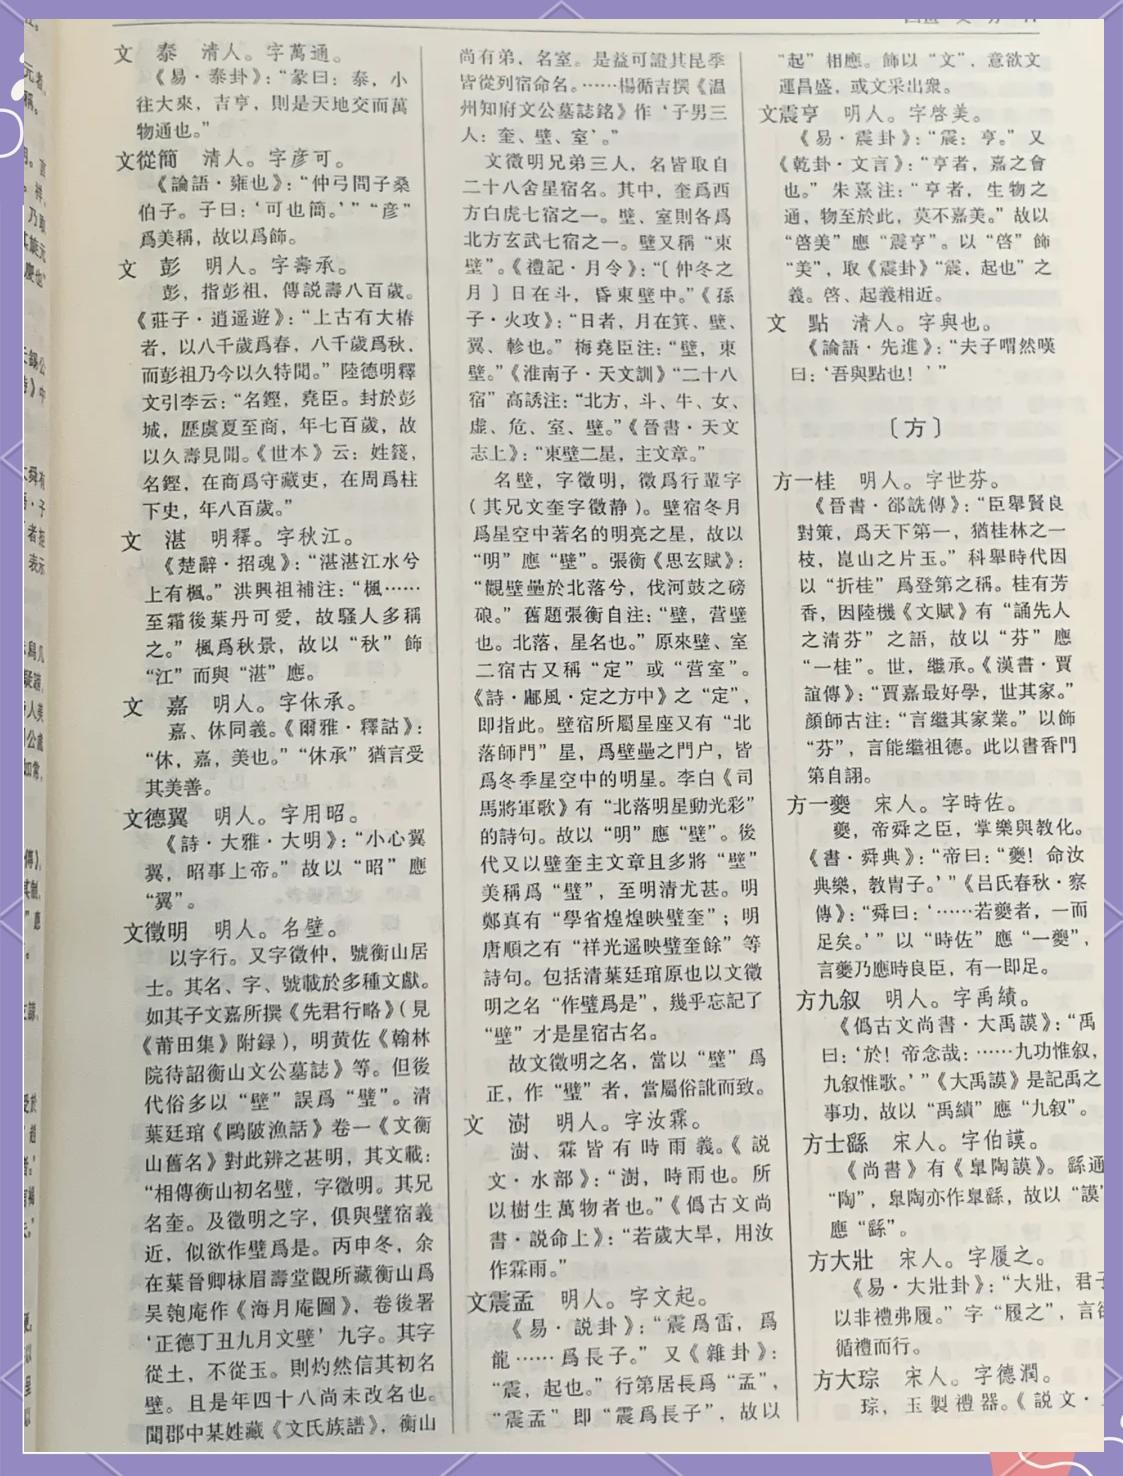 文　泰　清人。字萬通。
《易·泰卦》：“彖曰：泰，小
往大來，吉亨，則是天地交而萬
物通也。”
文從簡　清人。字彦可。
《論語·雍也》：“仲弓問子桑
伯子。子曰：‘可也簡。’”“彦”
爲美稱，故以爲飾。
文　彭　明人。字壽承。
彭，指彭祖，傳説壽八百歲。
《莊子·逍遥遊》：“上古有大椿
者，以八千歲爲春，八千歲爲秋，
而彭祖乃今以久特聞。”陸德明釋
文引李云：“名鏗，堯臣。封於彭
城，歷虞夏至商，年七百歲，故
以久壽見聞。《世本》云：姓籛，
名鏗，在商爲守藏吏，在周爲柱
下史，年八百歲。”
文　湛　明釋。字秋江。
《楚辭·招魂》：“湛湛江水兮
上有楓。”洪興祖補注：“楓……
至霜後葉丹可愛，故騷人多稱
之。”楓爲秋景，故以“秋”飾
“江”而與“湛”應。
文　嘉　明人。字休承。
嘉、休同義。《爾雅·釋詁》：
“休，嘉，美也。”“休承”猶言受
其美善。
文德翼　明人。字用昭。
《詩·大雅·大明》：“小心翼
翼，昭事上帝。”故以“昭”應
“翼”。
文徵明　明人。名壁。
以字行。又字徵仲，號衡山居
士。其名、字、號載於多種文獻。
如其子文嘉所撰《先君行略》（見
《莆田集》附録），明黄佐《翰林
院待詔衡山文公墓誌》等。但後
代俗多以“壁”誤爲“璧”。清
葉廷琯《鷗陂漁話》卷一《文衡
山舊名》對此辨之甚明，其文載：
“相傳衡山初名璧，字徵明。其兄
名奎。及徵明之字，俱與璧宿義
近，似欲作壁爲是。丙申冬，余
在葉晉卿栐眉壽堂觀所藏衡山爲
吴匏庵作《海月庵圖》，卷後署
‘正德丁丑九月文壁’九字。其字
從土，不從玉。則灼然信其初名
壁。且是年四十八尚未改名也。
聞郡中某姓藏《文氏族譜》，衡山
尚有弟，名室。是益可證其昆季
皆從列宿命名。……楊循吉撰《温
州知府文公墓誌銘》作‘子男三
人：奎、壁、室’。”
文徵明兄弟三人，名皆取自
二十八舍星宿名。其中，奎爲西
方白虎七宿之一。壁、室則各爲
北方玄武七宿之一。壁又稱“東
壁”。《禮記·月令》：“〔仲冬之
月〕日在斗，昏東壁中。”《孫
子·火攻》：“日者，月在箕、壁、
翼、軫也。”梅堯臣注：“壁，東
壁。”《淮南子·天文訓》“二十八
宿”高誘注：“北方，斗、牛、女、
虚、危、室、壁。”《晉書·天文
志上》：“東壁二星，主文章。”
名壁，字徵明，徵爲行輩字
（其兄文奎字徵静）。壁宿冬月
爲星空中著名的明亮之星，故以
“明”應“壁”。張衡《思玄賦》：
“觀壁壘於北落兮，伐河鼓之磅
硠。”舊題張衡自注：“壁，营壁
也。北落，星名也。”原來壁、室
二宿古又稱“定”或“营室”。
《詩·鄘風·定之方中》之“定”，
即指此。壁宿所屬星座又有“北
落師門”星，爲壁壘之門户，皆
爲冬季星空中的明星。李白《司
馬將軍歌》有“北落明星動光彩”
的詩句。故以“明”應“壁”。後
代又以壁奎主文章且多將“壁”
美稱爲“璧”，至明清尤甚。明
鄭真有“學省煌煌映璧奎”；明
唐順之有“祥光遥映璧奎餘”等
詩句。包括清葉廷琯原也以文徵
明之名“作璧爲是”，幾乎忘記了
“壁”才是星宿古名。
故文徵明之名，當以“壁”爲
正，作“璧”者，當屬俗訛而致。
文　澍　明人。字汝霖。
澍、霖皆有時雨義。《説
文·水部》：“澍，時雨也。所
以樹生萬物者也。”《僞古文尚
書·説命上》：“若歲大旱，用汝
作霖雨。”
文震孟　明人。字文起。
《易·説卦》：“震爲雷，爲
龍……爲長子。”又《雜卦》：
“震，起也。”行第居長爲“孟”，
“震孟”即“震爲長子”，故以
“起”相應。飾以“文”，意欲文
運昌盛，或文采出衆。
文震亨　明人。字啓美。
《易·震卦》：“震：亨。”又
《乾卦·文言》：“亨者，嘉之會
也。”朱熹注：“亨者，生物之
通，物至於此，莫不嘉美。”故以
“啓美”應“震亨”。以“啓”飾
“美”，取《震卦》“震，起也”之
義。啓、起義相近。
文　點　清人。字與也。
《論語·先進》：“夫子喟然嘆
曰：‘吾與點也！’”
〔方〕
方一桂　明人。字世芬。
《晉書·郤詵傳》：“臣舉賢良
對策，爲天下第一，猶桂林之一
枝，崑山之片玉。”科舉時代因
以“折桂”爲登第之稱。桂有芳
香，因陸機《文賦》有“誦先人
之清芬”之語，故以“芬”應
“一桂”。世，繼承。《漢書·賈
誼傳》：“賈嘉最好學，世其家。”
顔師古注：“言繼其家業。”以飾
“芬”，言能繼祖德。此以書香門
第自詡。
方一夔　宋人。字時佐。
夔，帝舜之臣，掌樂與教化。
《書·舜典》：“帝曰：“夔！命汝
典樂，教胄子。’”《吕氏春秋·察
傳》：“舜曰：‘……若夔者，一而
足矣。’”以“時佐”應“一夔”，
言夔乃應時良臣，有一即足。
方九叙　明人。字禹績。
《僞古文尚書·大禹謨》：“禹
曰：‘於！帝念哉：……九功惟叙，
九叙惟歌。’”《大禹謨》是記禹之
事功，故以“禹績”應“九叙”。
方士繇　宋人。字伯謨。
《尚書》有《臯陶謨》。繇通
“陶”，臯陶亦作臯繇，故以“謨”
應“繇”。
方大壯　宋人。字履之。
《易·大壯卦》：“大壯，君子
以非禮弗履。”字“履之”，言欲
循禮而行。
方大琮　宋人。字德潤。
琮，玉製禮器。《説文·